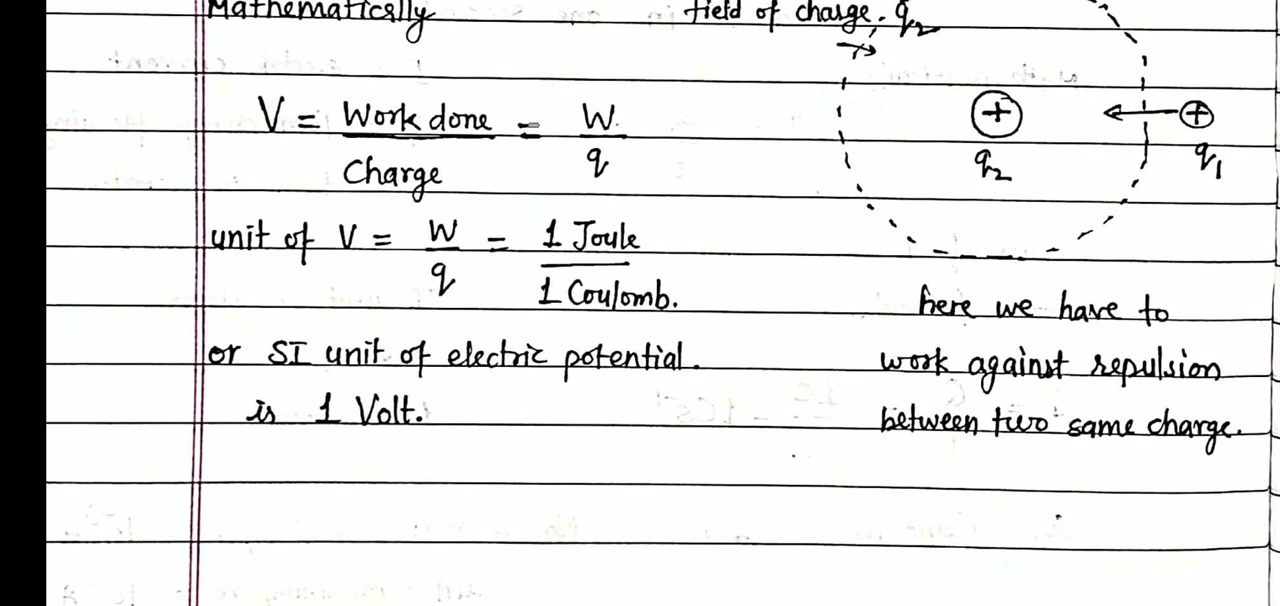 Mathematically
field of charge. q₂
V = Work done / Charge = W / q
+
+
q₂
q₁
unit of V = W / q = 1 Joule / 1 Coulomb.
or SI unit of electric potential.
is 1 Volt.
here we have to
work against repulsion
between two same charge.